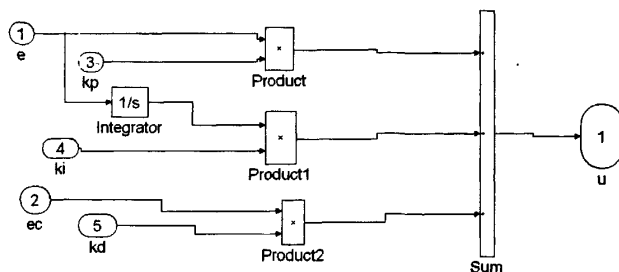 1
e
3
kp
×
Product
1/s
Integrator
4
ki
×
Product1
2
ec
5
kd
×
Product2
Sum
1
u